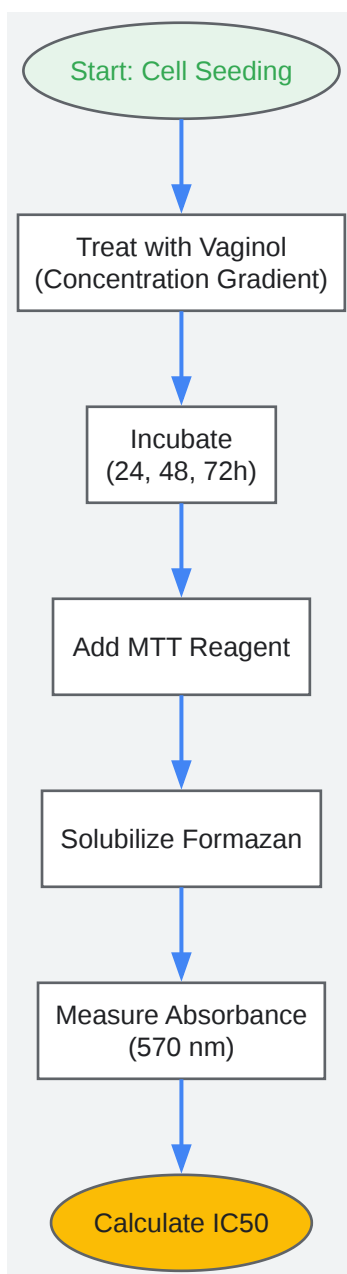 Start: Cell Seeding
Treat with Vaginol
(Concentration Gradient)
Incubate
(24, 48, 72h)
Add MTT Reagent
Solubilize Formazan
Measure Absorbance
(570 nm)
Calculate IC50